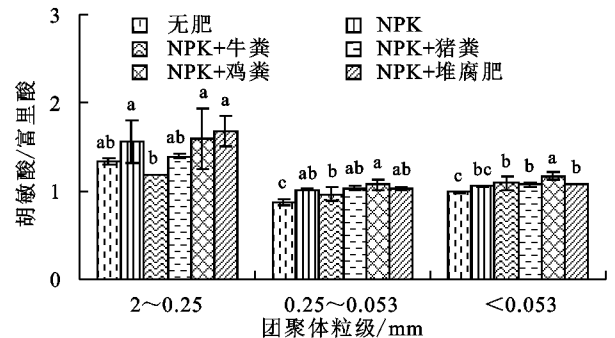 3
无肥 NPK
NPK+牛粪 NPK+猪粪
NPK+鸡粪 NPK+堆腐肥
胡敏酸/富里酸
2
a a a
ab b ab
ab ab a ab
c b
a
c bc b b b
1
0
2～0.25 0.25～0.053 <0.053
团聚体粒级/mm